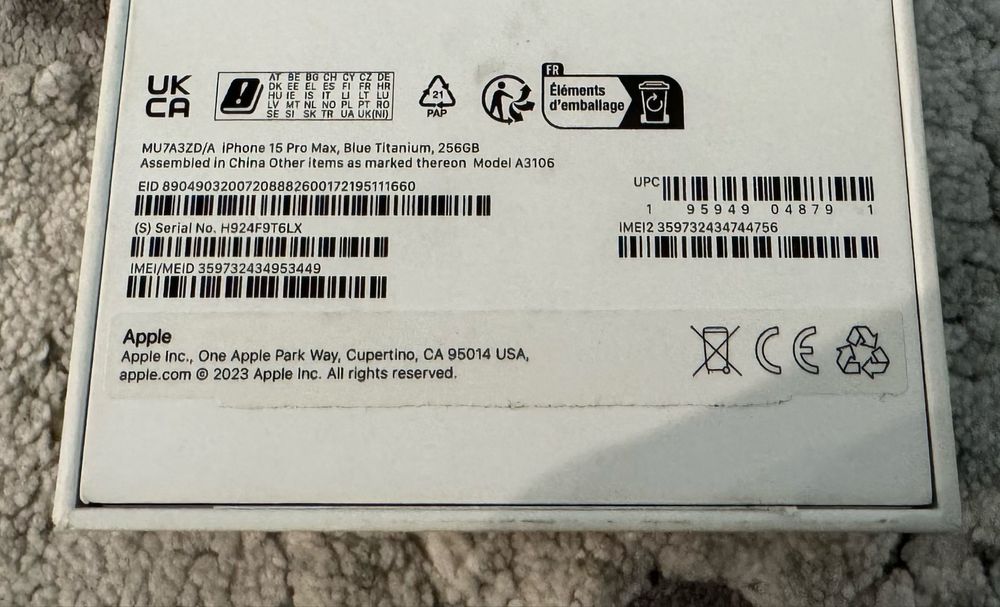 UK
CA
AT BE BG CH CY CZ DE
DK EE EL ES FI FR HR
HU IE IS IT LI LT LU
LV MT NL NO PL PT RO
SE SI SK TR UA UK(NI)
21
PAP
FR
Éléments
d'emballage
MU7A3ZD/A iPhone 15 Pro Max, Blue Titanium, 256GB
Assembled in China Other items as marked thereon Model A3106
EID 89049032007208882600172195111660
UPC
1 95949 04879 1
(S) Serial No. H924F9T6LX
IMEI2 359732434744756
IMEI/MEID 359732434953449
Apple
Apple Inc., One Apple Park Way, Cupertino, CA 95014 USA,
apple.com © 2023 Apple Inc. All rights reserved.
CE